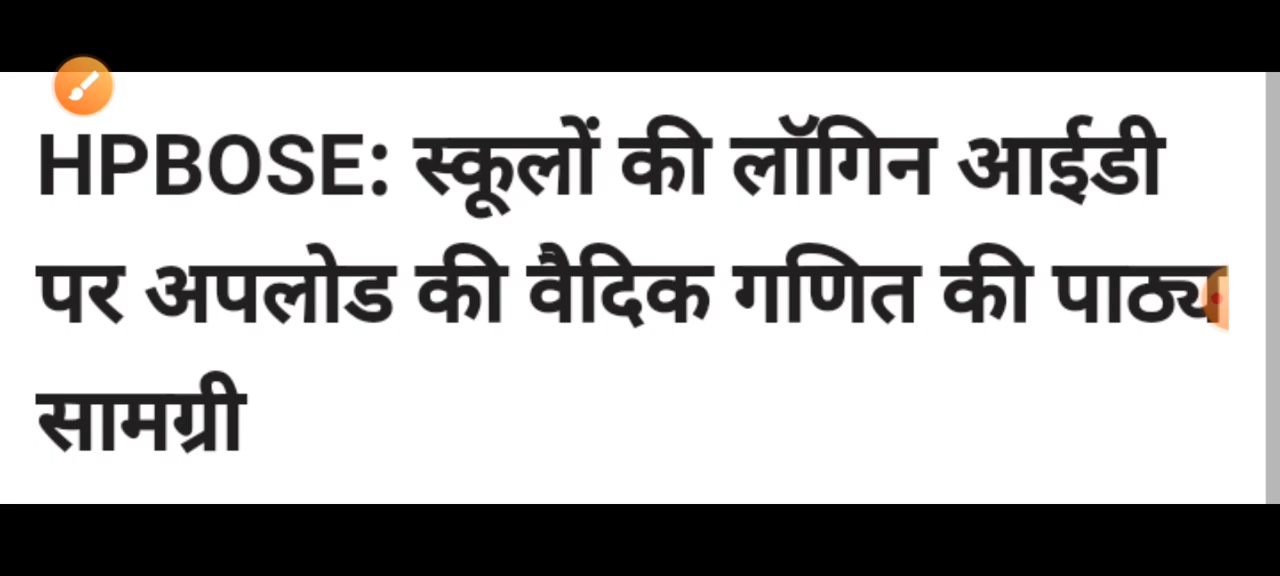 HPBOSE: स्कूलों की लॉगिन आईडी
पर अपलोड की वैदिक गणित की पाठ्य
सामग्री